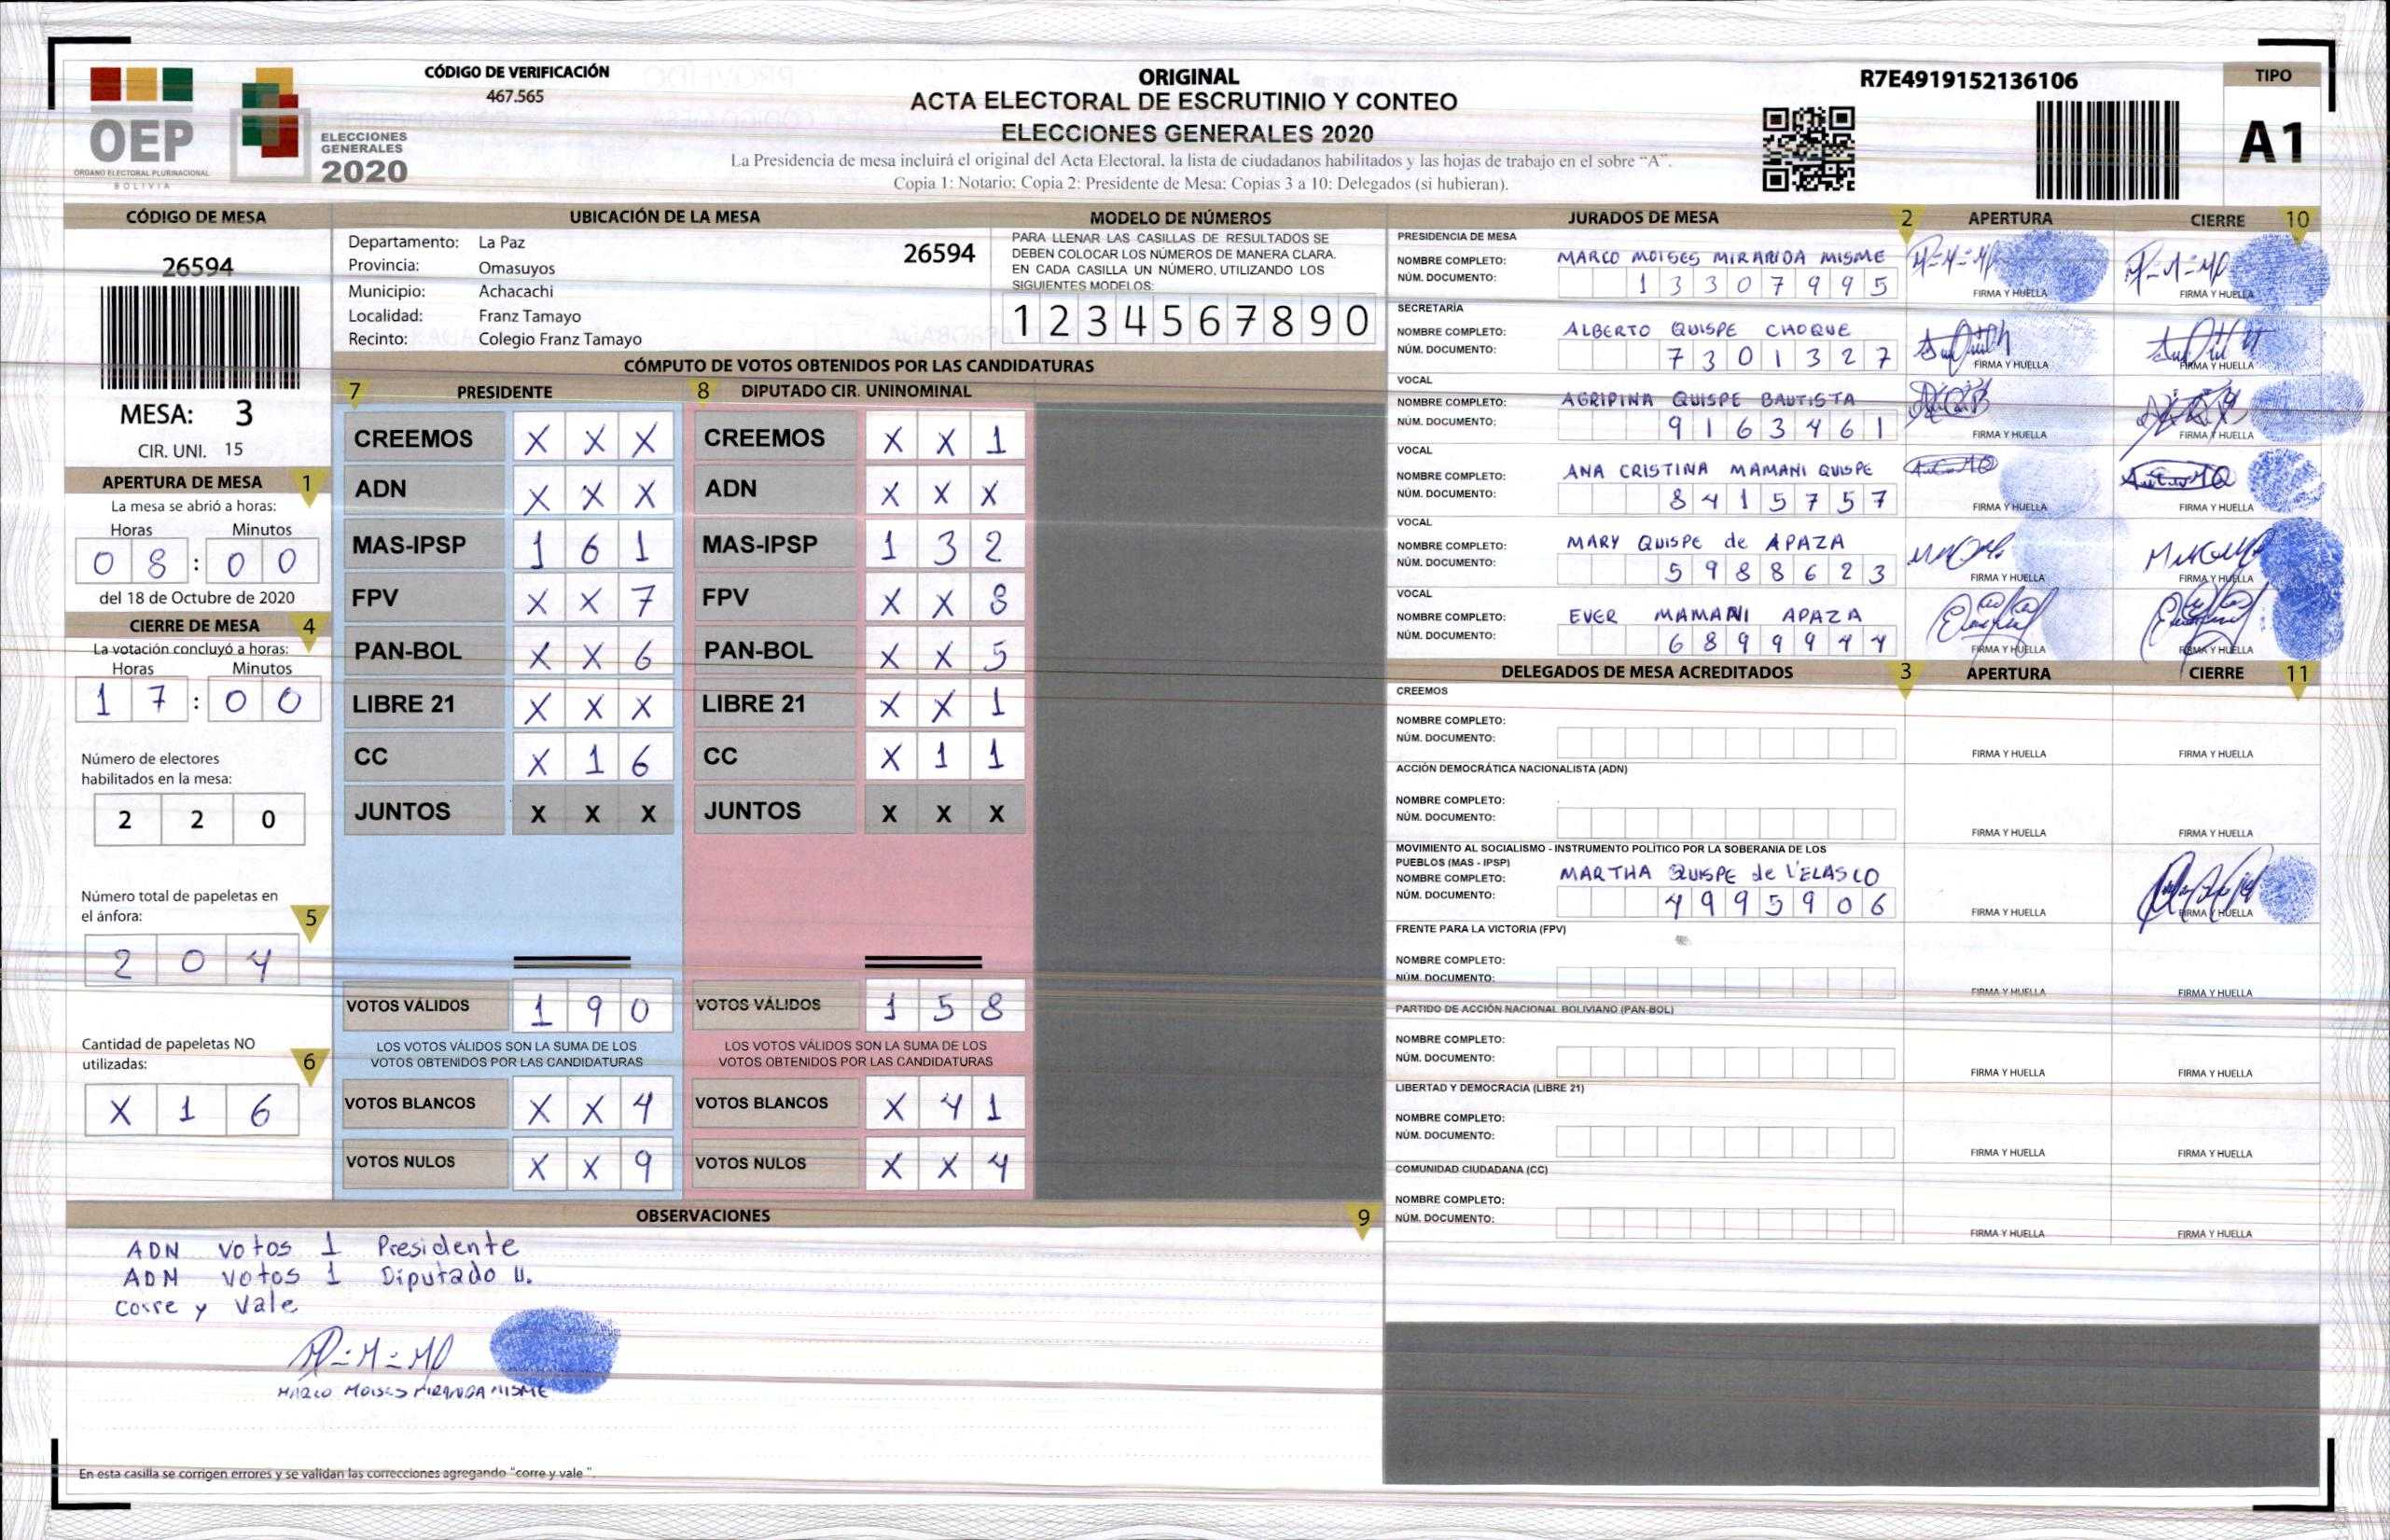 CÓDIGO DE VERIFICACIÓN
467.565
ORIGINAL
ACTA ELECTORAL DE ESCRUTINIO Y CONTEO
ELECCIONES GENERALES 2020
La Presidencia de mesa incluirá el original del Acta Electoral, la lista de ciudadanos habilitados y las hojas de trabajo en el sobre “A”.
Copia 1: Notario; Copia 2: Presidente de Mesa; Copias 3 a 10: Delegados (si hubieran).
R7E4919152136106
TIPO
A1
OEP
ÓRGANO ELECTORAL PLURINACIONAL
BOLIVIA
ELECCIONES
GENERALES
2020
CÓDIGO DE MESA
26594
MESA: 3
CIR. UNI. 15
APERTURA DE MESA 1
La mesa se abrió a horas:
Horas Minutos
0 8 : 0 0
del 18 de Octubre de 2020
CIERRE DE MESA 4
La votación concluyó a horas:
Horas Minutos
1 7 : 0 0
Número de electores
habilitados en la mesa:
2 2 0
Número total de papeletas en
el ánfora: 5
2 0 4
Cantidad de papeletas NO
utilizadas: 6
X 1 6
UBICACIÓN DE LA MESA
Departamento: La Paz
Provincia: Omasuyos
Municipio: Achacachi
Localidad: Franz Tamayo
Recinto: Colegio Franz Tamayo
26594
MODELO DE NÚMEROS
PARA LLENAR LAS CASILLAS DE RESULTADOS SE
DEBEN COLOCAR LOS NÚMEROS DE MANERA CLARA.
EN CADA CASILLA UN NÚMERO, UTILIZANDO LOS
SIGUIENTES MODELOS:
1 2 3 4 5 6 7 8 9 0
CÓMPUTO DE VOTOS OBTENIDOS POR LAS CANDIDATURAS
7 PRESIDENTE 8 DIPUTADO CIR. UNINOMINAL
CREEMOS X X X CREEMOS X X 1
ADN X X X ADN X X X
MAS-IPSP 1 6 1 MAS-IPSP 1 3 2
FPV X X 7 FPV X X 8
PAN-BOL X X 6 PAN-BOL X X 5
LIBRE 21 X X X LIBRE 21 X X 1
CC X 1 6 CC X 1 1
JUNTOS X X X JUNTOS X X X
VOTOS VÁLIDOS 1 9 0 VOTOS VÁLIDOS 1 5 8
LOS VOTOS VÁLIDOS SON LA SUMA DE LOS LOS VOTOS VÁLIDOS SON LA SUMA DE LOS
VOTOS OBTENIDOS POR LAS CANDIDATURAS VOTOS OBTENIDOS POR LAS CANDIDATURAS
VOTOS BLANCOS X X 4 VOTOS BLANCOS X 4 1
VOTOS NULOS X X 9 VOTOS NULOS X X 4
OBSERVACIONES 9
ADN votos 1 Presidente
ADN votos 1 Diputado U.
corre y vale
M=M=M
MARCO MOISES MIRANDA MISME
En esta casilla se corrigen errores y se validan las correcciones agregando “corre y vale”.
JURADOS DE MESA 2 APERTURA CIERRE 10
PRESIDENCIA DE MESA
NOMBRE COMPLETO: MARCO MOISES MIRANDA MISME
NÚM. DOCUMENTO: 1 3 3 0 7 9 9 5
FIRMA Y HUELLA FIRMA Y HUELLA
SECRETARÍA
NOMBRE COMPLETO: ALBERTO QUISPE CHOQUE
NÚM. DOCUMENTO: 7 3 0 1 3 2 7
FIRMA Y HUELLA FIRMA Y HUELLA
VOCAL
NOMBRE COMPLETO: AGRIPINA QUISPE BAUTISTA
NÚM. DOCUMENTO: 9 1 6 3 4 6 1
FIRMA Y HUELLA FIRMA Y HUELLA
VOCAL
NOMBRE COMPLETO: ANA CRISTINA MAMANI QUISPE
NÚM. DOCUMENTO: 8 4 1 5 7 5 7
FIRMA Y HUELLA FIRMA Y HUELLA
VOCAL
NOMBRE COMPLETO: MARY QUISPE de APAZA
NÚM. DOCUMENTO: 5 9 8 8 6 2 3
FIRMA Y HUELLA FIRMA Y HUELLA
VOCAL
NOMBRE COMPLETO: EVER MAMANI APAZA
NÚM. DOCUMENTO: 6 8 9 9 9 4 4
FIRMA Y HUELLA FIRMA Y HUELLA
DELEGADOS DE MESA ACREDITADOS 3 APERTURA CIERRE 11
CREEMOS
NOMBRE COMPLETO:
NÚM. DOCUMENTO:
FIRMA Y HUELLA FIRMA Y HUELLA
ACCIÓN DEMOCRÁTICA NACIONALISTA (ADN)
NOMBRE COMPLETO:
NÚM. DOCUMENTO:
FIRMA Y HUELLA FIRMA Y HUELLA
MOVIMIENTO AL SOCIALISMO - INSTRUMENTO POLÍTICO POR LA SOBERANIA DE LOS
PUEBLOS (MAS - IPSP)
NOMBRE COMPLETO: MARTHA QUISPE de VELASCO
NÚM. DOCUMENTO: 4 9 9 5 9 0 6
FIRMA Y HUELLA FIRMA Y HUELLA
FRENTE PARA LA VICTORIA (FPV)
NOMBRE COMPLETO:
NÚM. DOCUMENTO:
FIRMA Y HUELLA FIRMA Y HUELLA
PARTIDO DE ACCIÓN NACIONAL BOLIVIANO (PAN-BOL)
NOMBRE COMPLETO:
NÚM. DOCUMENTO:
FIRMA Y HUELLA FIRMA Y HUELLA
LIBERTAD Y DEMOCRACIA (LIBRE 21)
NOMBRE COMPLETO:
NÚM. DOCUMENTO:
FIRMA Y HUELLA FIRMA Y HUELLA
COMUNIDAD CIUDADANA (CC)
NOMBRE COMPLETO:
NÚM. DOCUMENTO:
FIRMA Y HUELLA FIRMA Y HUELLA